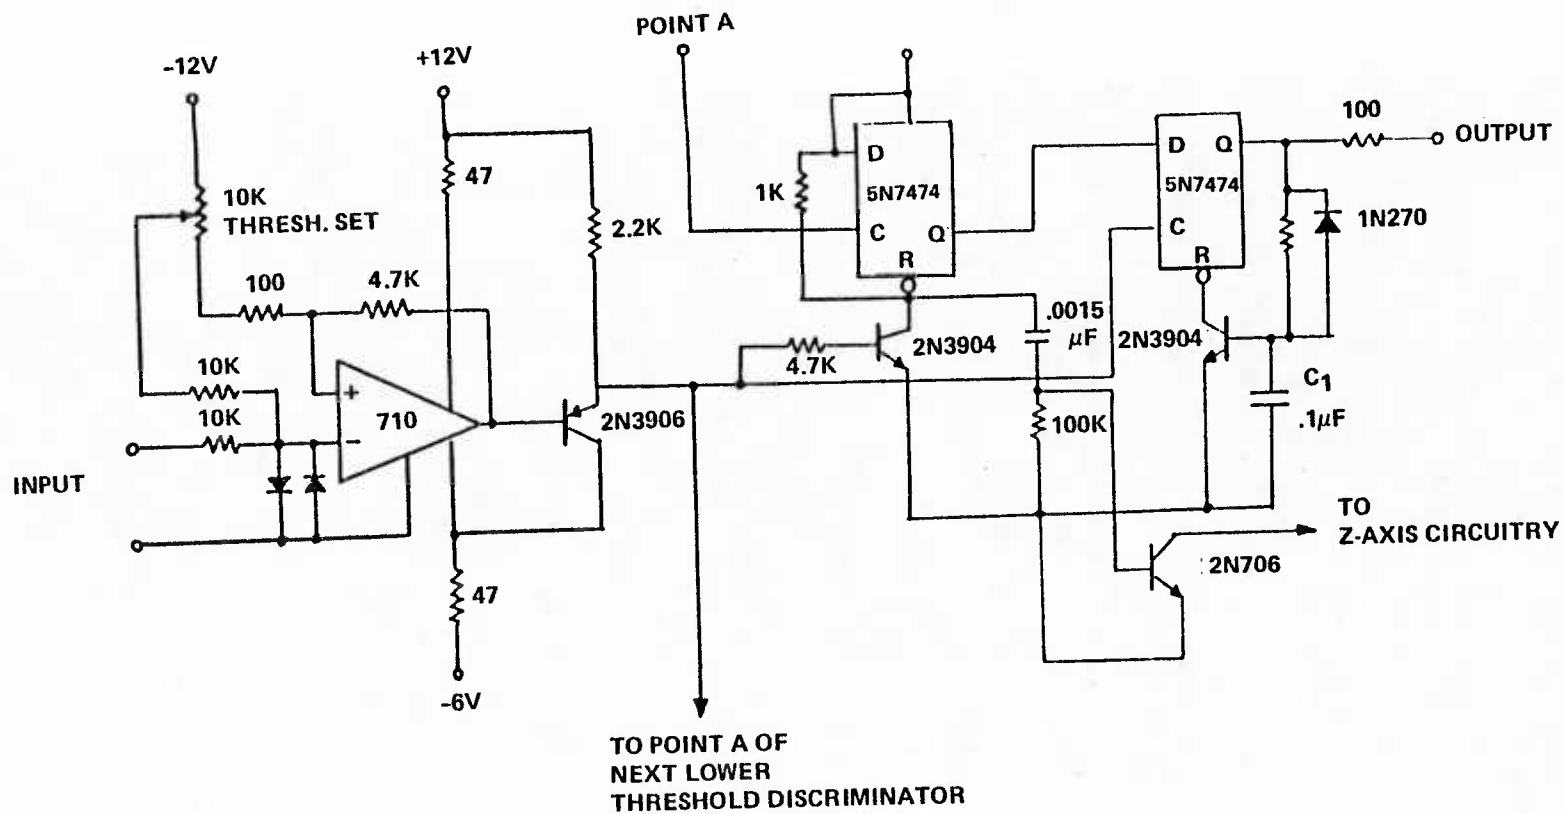 POINT A
-12V
+12V
100
OUTPUT
D
Q
5N7474
C
R
1N270
47
10K
THRESH. SET
1K
D
5N7474
C
Q
R
2.2K
100
4.7K
.0015
µF
2N3904
2N3904
4.7K
10K
10K
+
710
−
2N3906
C1
.1µF
100K
INPUT
TO
Z-AXIS CIRCUITRY
2N706
47
-6V
TO POINT A OF
NEXT LOWER
THRESHOLD DISCRIMINATOR